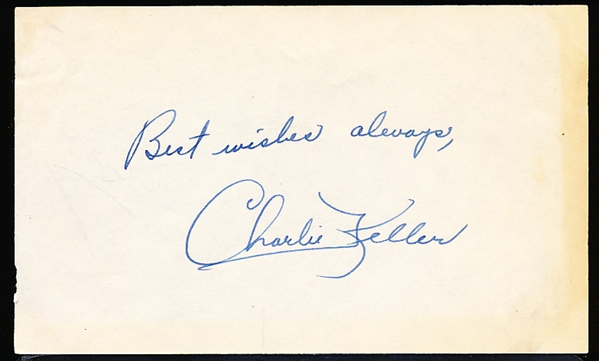 Best wishes always,
Charlie Keller